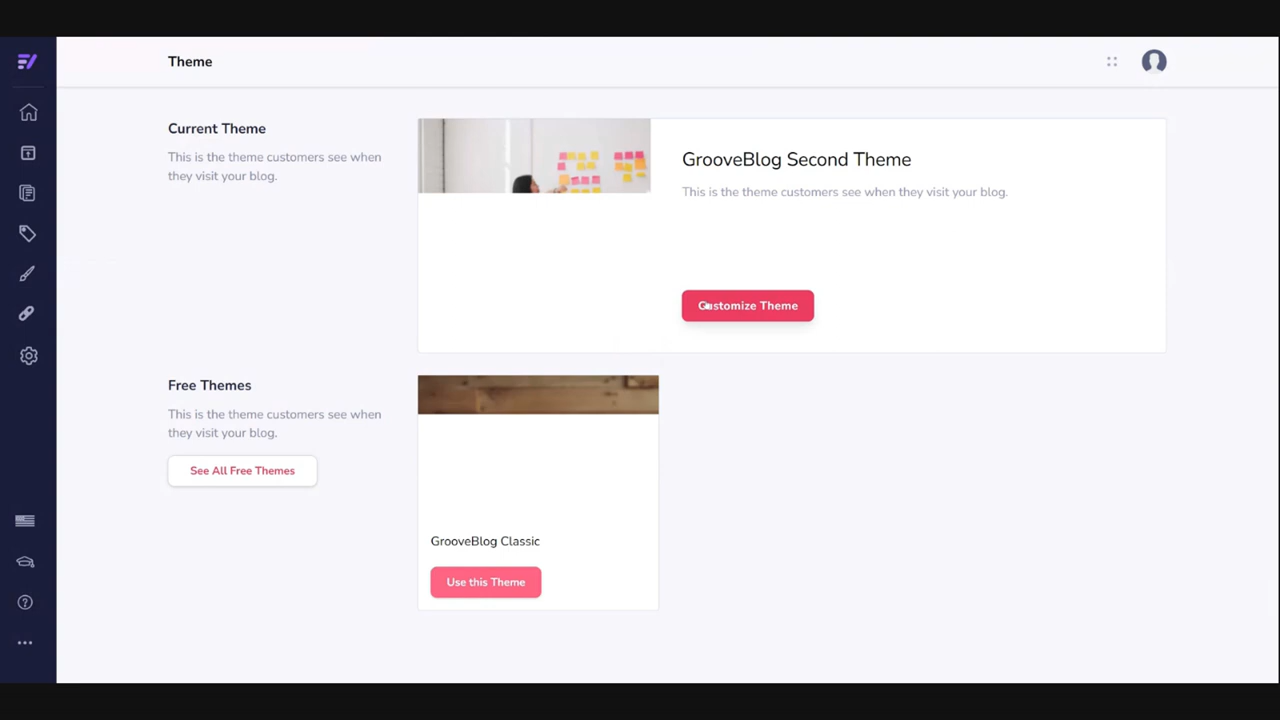 Theme
Current Theme
This is the theme customers see when
they visit your blog.
GrooveBlog Second Theme
This is the theme customers see when they visit your blog.
Customize Theme
Free Themes
This is the theme customers see when
they visit your blog.
See All Free Themes
GrooveBlog Classic
Use this Theme